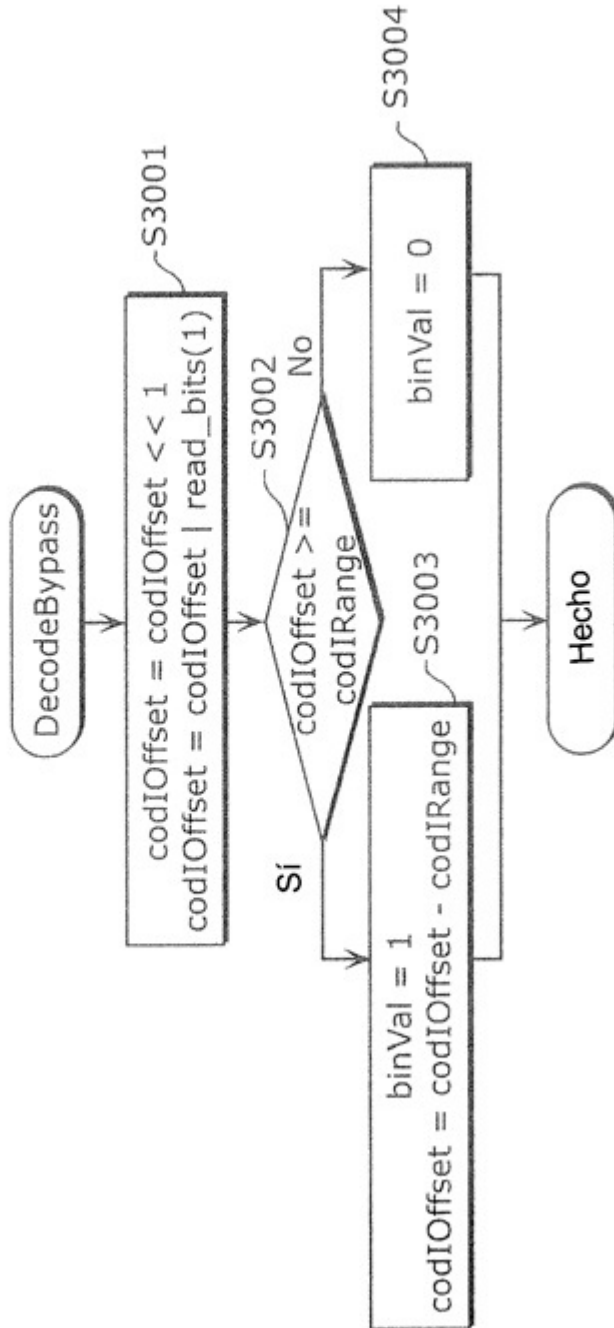 DecodeBypass
S3001
codIOffset = codIOffset << 1
codIOffset = codIOffset | read_bits(1)
S3002
codIOffset >=
codIRange
Sí
No
S3003
binVal = 1
codIOffset = codIOffset - codIRange
S3004
binVal = 0
Hecho